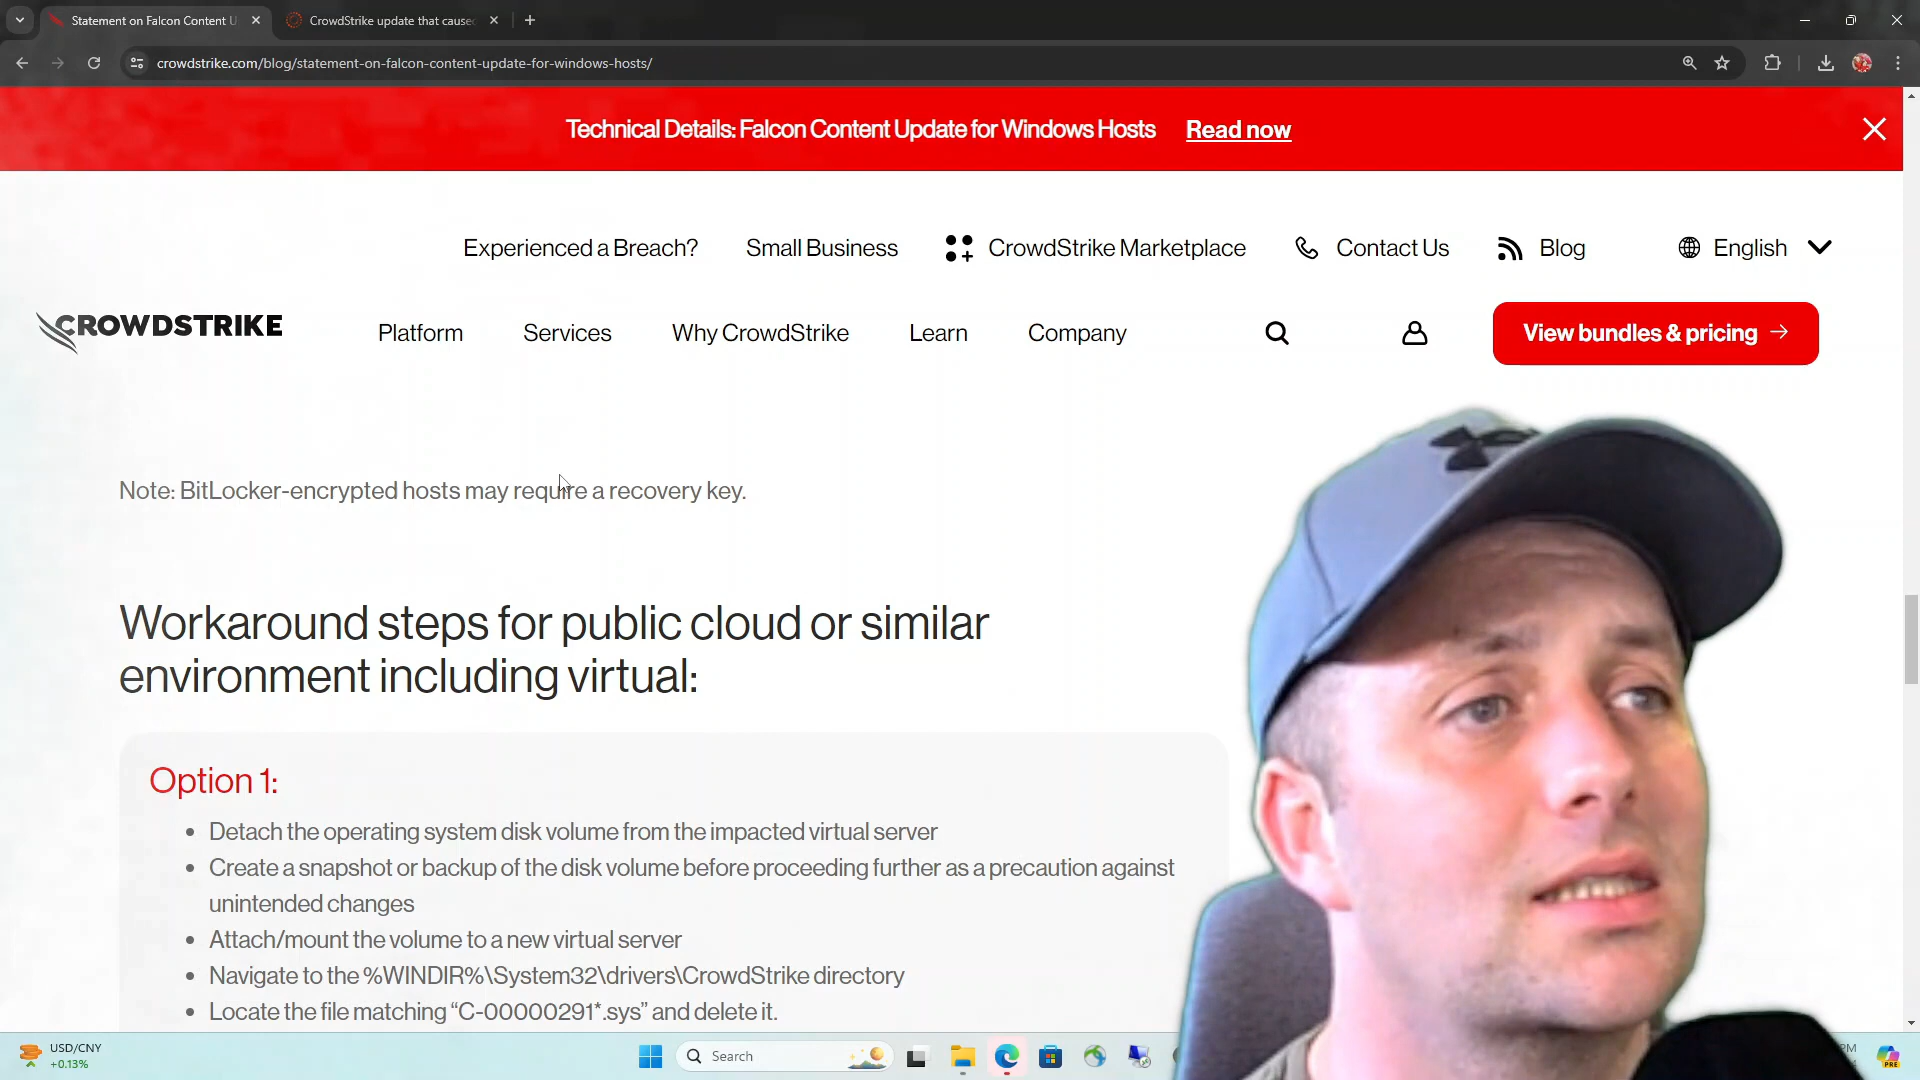 Statement on Falcon Content U
CrowdStrike update that cause
crowdstrike.com/blog/statement-on-falcon-content-update-for-windows-hosts/
Technical Details: Falcon Content Update for Windows Hosts Read now
Experienced a Breach? Small Business CrowdStrike Marketplace Contact Us Blog English
CROWDSTRIKE Platform Services Why CrowdStrike Learn Company View bundles & pricing →
Note: BitLocker-encrypted hosts may require a recovery key.
Workaround steps for public cloud or similar
environment including virtual:
Option 1:
• Detach the operating system disk volume from the impacted virtual server
• Create a snapshot or backup of the disk volume before proceeding further as a precaution against
unintended changes
• Attach/mount the volume to a new virtual server
• Navigate to the %WINDIR%\System32\drivers\CrowdStrike directory
• Locate the file matching “C-00000291*.sys” and delete it.
USD/CNY
+0.13%
Search
PM
PRE